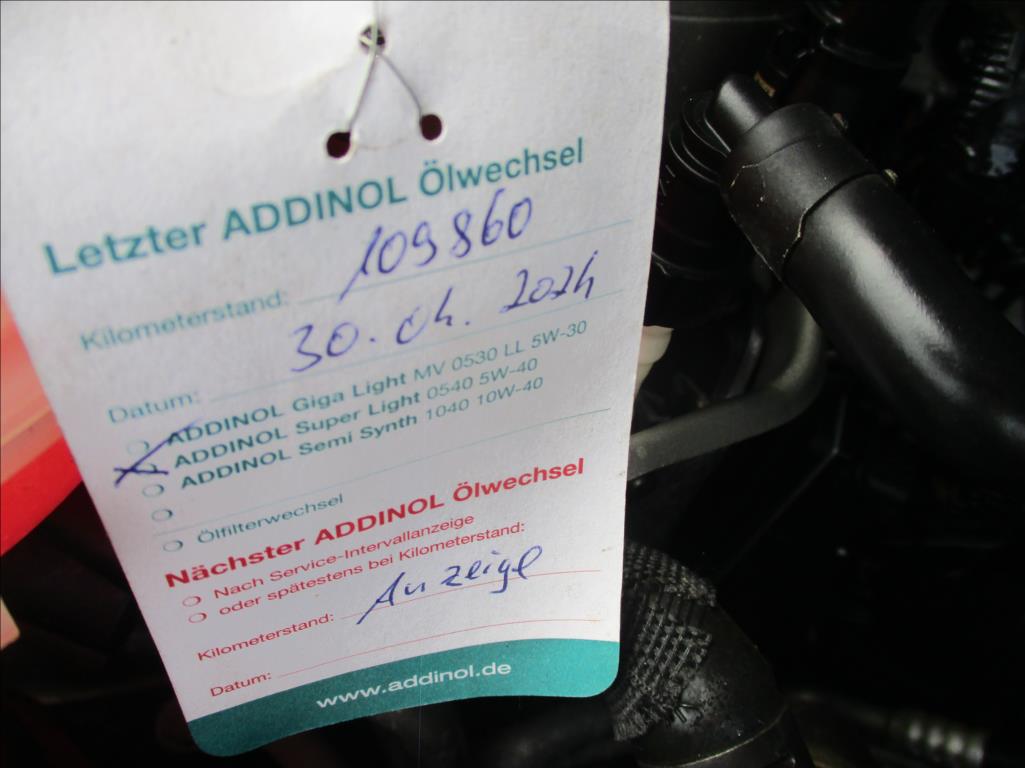 Letzter ADDINOL Ölwechsel
Kilometerstand: 109860
Datum: 30.04.2024
ADDINOL Giga Light MV 0530 LL 5W-30
ADDINOL Super Light 0540 5W-40
ADDINOL Semi Synth 1040 10W-40
Ölfilterwechsel
Nächster ADDINOL Ölwechsel
Nach Service-Intervallanzeige
oder spätestens bei Kilometerstand:
Kilometerstand: Anzeige
Datum:
www.addinol.de